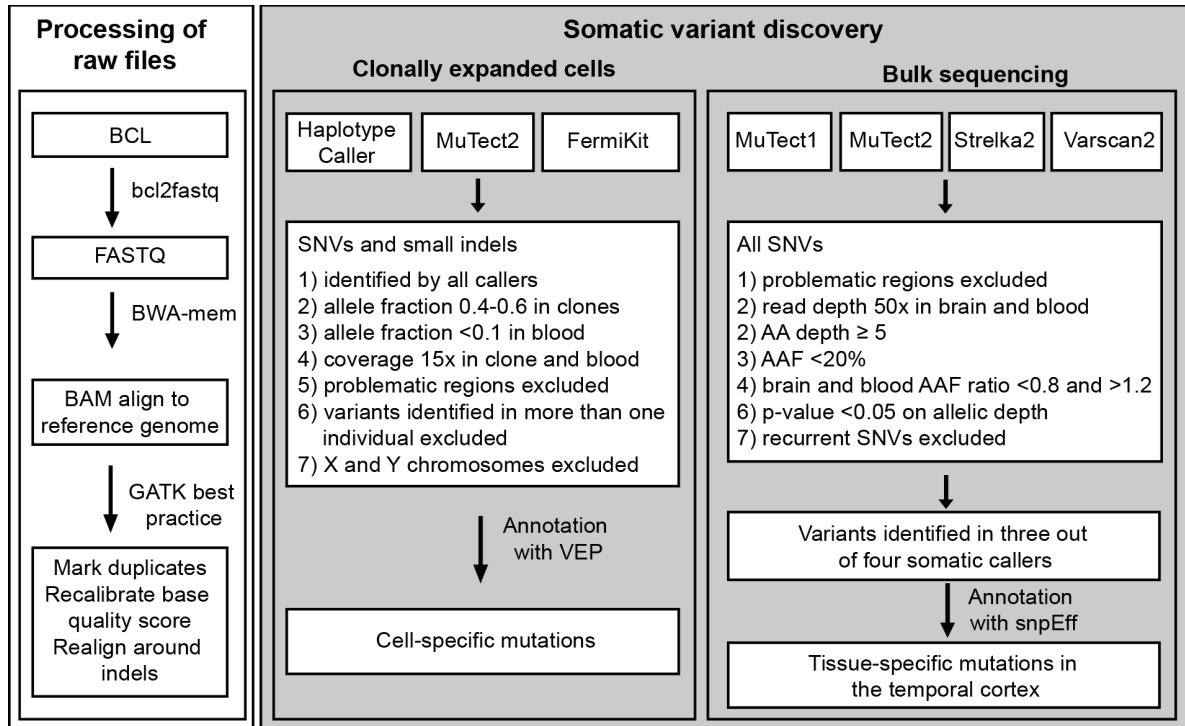 Processing of
raw files
BCL
bcl2fastq
FASTQ
BWA-mem
BAM align to
reference genome
GATK best
practice
Mark duplicates
Recalibrate base
quality score
Realign around
indels
Somatic variant discovery
Clonally expanded cells
Haplotype
Caller
MuTect2
FermiKit
SNVs and small indels
1) identified by all callers
2) allele fraction 0.4-0.6 in clones
3) allele fraction <0.1 in blood
4) coverage 15x in clone and blood
5) problematic regions excluded
6) variants identified in more than one
individual excluded
7) X and Y chromosomes excluded
Annotation
with VEP
Cell-specific mutations
Bulk sequencing
MuTect1
MuTect2
Strelka2
Varscan2
All SNVs
1) problematic regions excluded
2) read depth 50x in brain and blood
2) AA depth ≥ 5
3) AAF <20%
4) brain and blood AAF ratio <0.8 and >1.2
6) p-value <0.05 on allelic depth
7) recurrent SNVs excluded
Variants identified in three out
of four somatic callers
Annotation
with snpEff
Tissue-specific mutations in
the temporal cortex